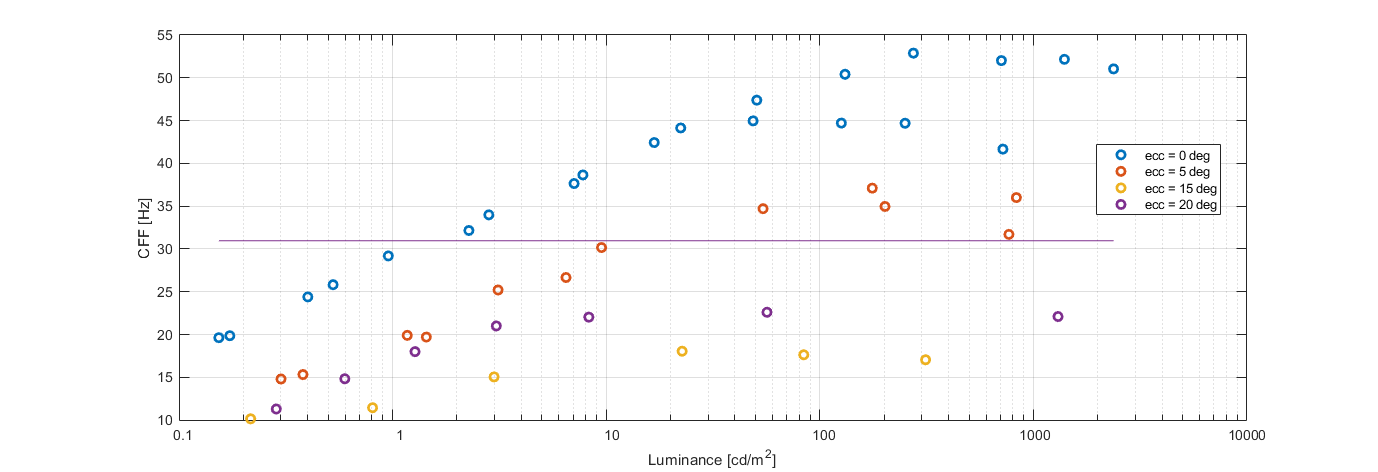 55
50
45
40
35
30
25
20
15
10
CFF [Hz]
ecc = 0 deg
ecc = 5 deg
ecc = 15 deg
ecc = 20 deg
0.1 1 10 100 1000 10000
Luminance [cd/m²]